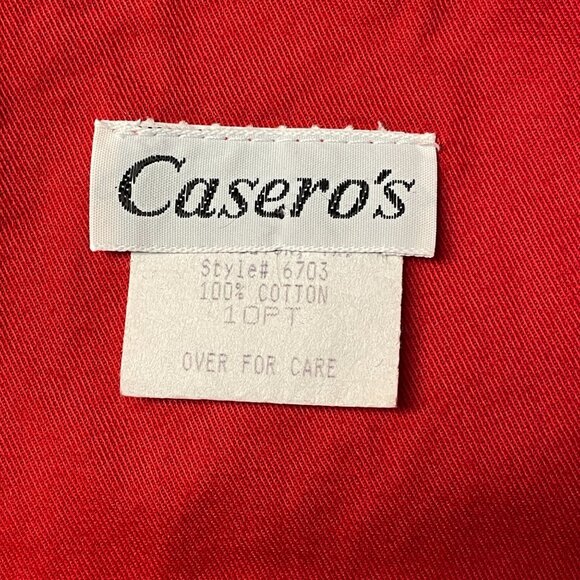 Casero's
Style# 6703
100% COTTON
10PT
OVER FOR CARE